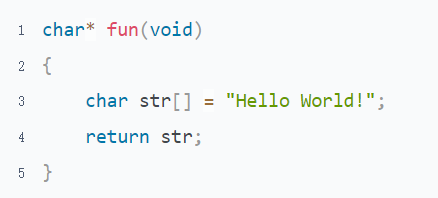 1 char* fun(void)
2 {
3     char str[] = "Hello World!";
4     return str;
5 }